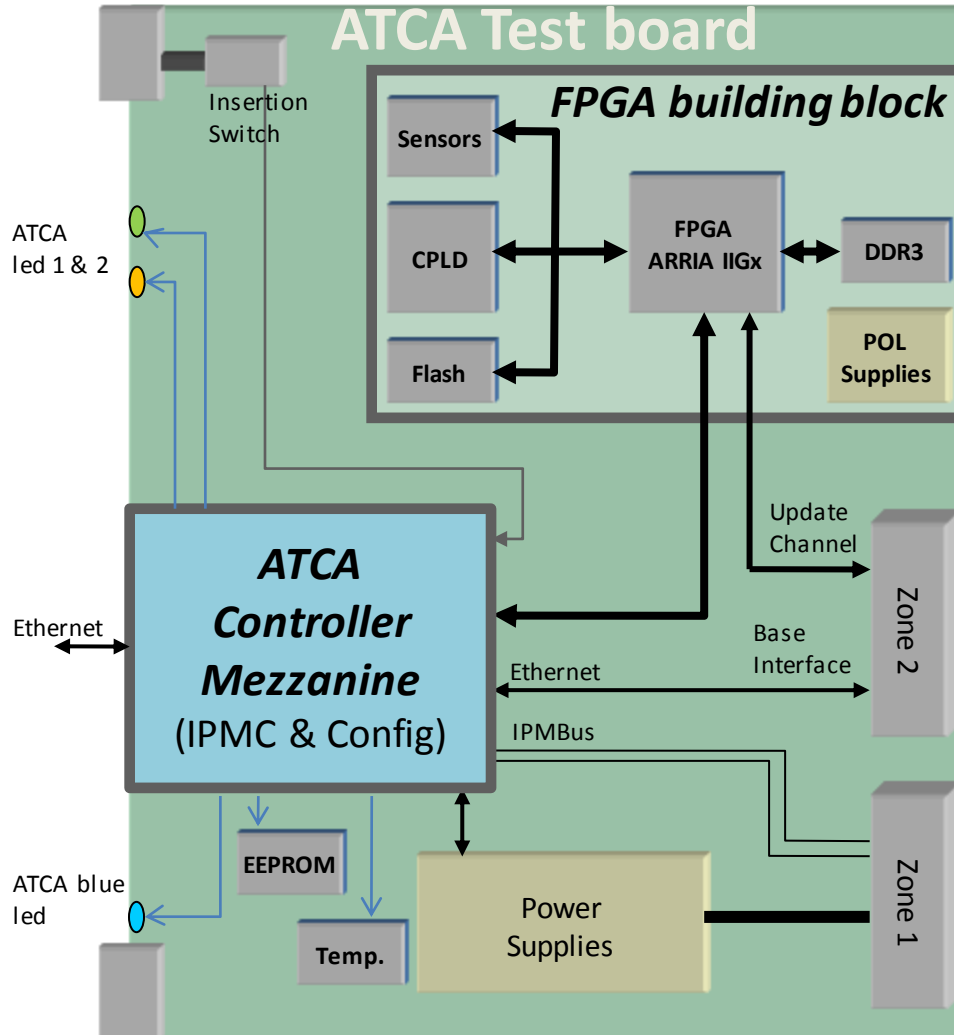 ATCA Test board
Insertion
Switch
FPGA building block
Sensors
CPLD
Flash
FPGA
ARRIA IIGx
DDR3
POL
Supplies
ATCA
led 1 & 2
Update
Channel
Zone 2
Base
Interface
Ethernet
ATCA
Controller
Mezzanine
(IPMC & Config)
Ethernet
IPMBus
Zone 1
EEPROM
Temp.
Power
Supplies
ATCA blue
led